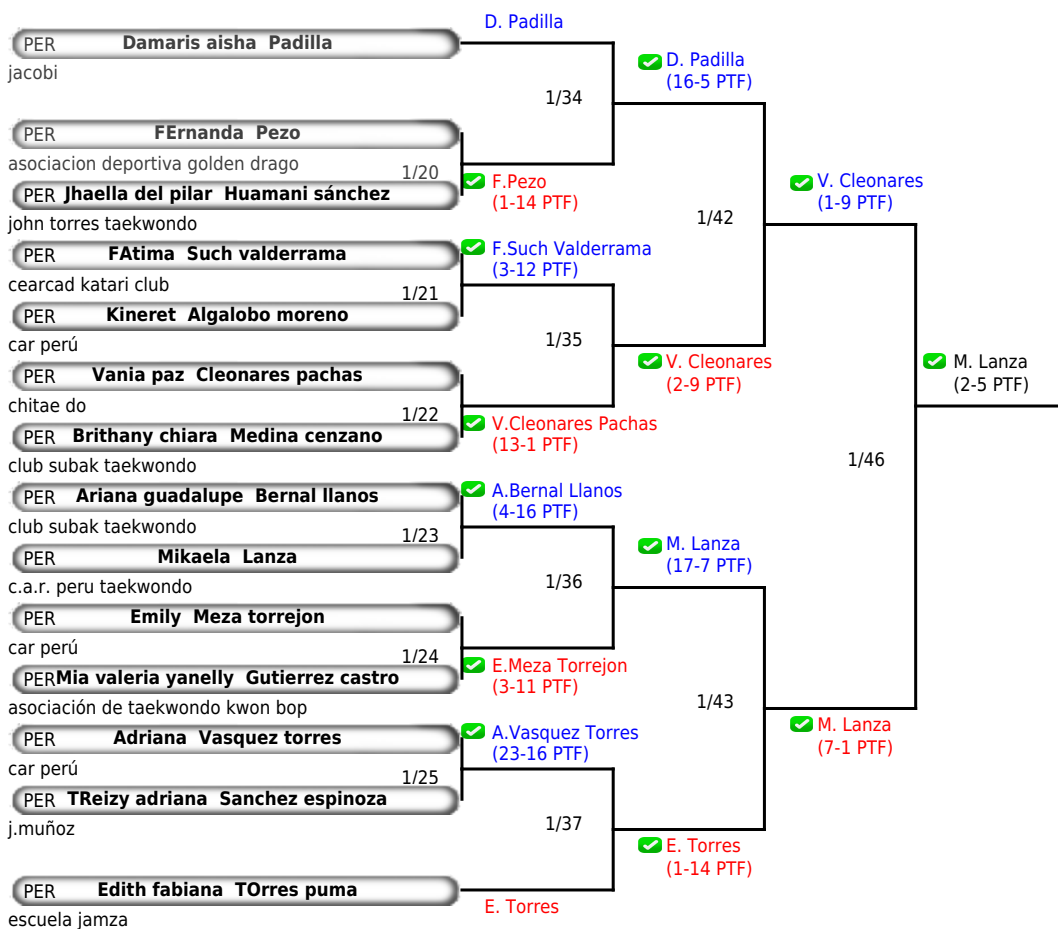 D. Padilla
PER Damaris aisha Padilla
jacobi
D. Padilla
(16-5 PTF)
1/34
PER FErnanda Pezo
asociacion deportiva golden drago
1/20
F.Pezo
(1-14 PTF)
PER Jhaella del pilar Huamani sánchez
john torres taekwondo
V. Cleonares
(1-9 PTF)
1/42
PER FAtima Such valderrama
cearcad katari club
F.Such Valderrama
(3-12 PTF)
1/21
PER Kineret Algalobo moreno
car perú
1/35
V. Cleonares
(2-9 PTF)
M. Lanza
(2-5 PTF)
PER Vania paz Cleonares pachas
chitae do
1/22
V.Cleonares Pachas
(13-1 PTF)
PER Brithany chiara Medina cenzano
club subak taekwondo
1/46
PER Ariana guadalupe Bernal llanos
club subak taekwondo
A.Bernal Llanos
(4-16 PTF)
1/23
M. Lanza
(17-7 PTF)
PER Mikaela Lanza
c.a.r. peru taekwondo
1/36
PER Emily Meza torrejon
car perú
1/24
E.Meza Torrejon
(3-11 PTF)
PER Mia valeria yanelly Gutierrez castro
asociación de taekwondo kwon bop
1/43
M. Lanza
(7-1 PTF)
PER Adriana Vasquez torres
car perú
A.Vasquez Torres
(23-16 PTF)
1/25
PER TReizy adriana Sanchez espinoza
j.muñoz
1/37
E. Torres
(1-14 PTF)
PER Edith fabiana TOrres puma
escuela jamza
E. Torres